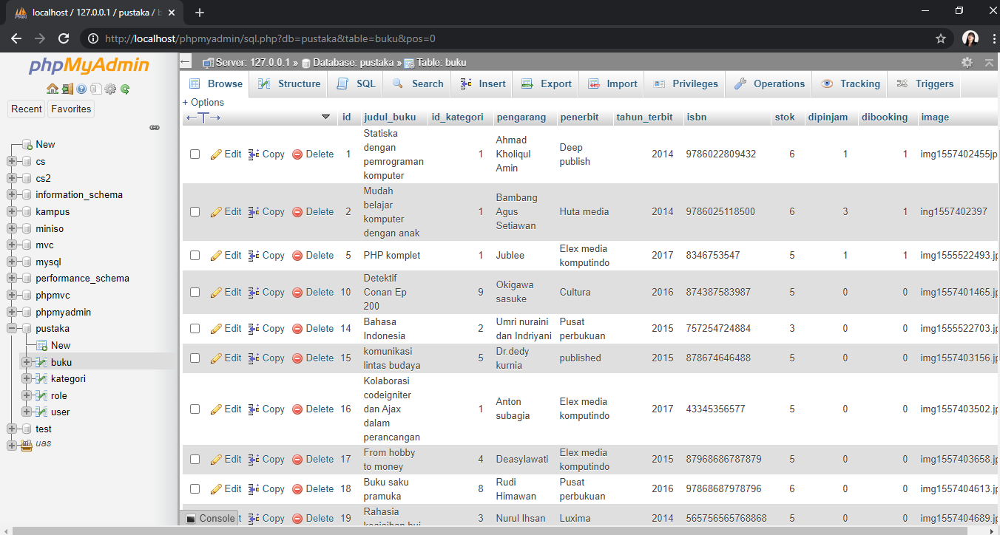 localhost / 127.0.0.1 / pustaka / b
http://localhost/phpmyadmin/sql.php?db=pustaka&table=buku&pos=0
phpMyAdmin
Recent Favorites
New
cs
cs2
information_schema
kampus
miniso
mvc
mysql
performance_schema
phpmvc
phpmyadmin
pustaka
New
buku
kategori
role
user
test
uas
Server: 127.0.0.1 » Database: pustaka » Table: buku
Browse Structure SQL Search Insert Export Import Privileges Operations Tracking Triggers
+ Options
←T→ id judul_buku id_kategori pengarang penerbit tahun_terbit isbn stok dipinjam dibooking image
Edit Copy Delete 1 Statiska dengan pemrograman komputer 1 Ahmad Kholiqul Amin Deep publish 2014 9786022809432 6 1 1 img1557402455jp
Edit Copy Delete 2 Mudah belajar komputer dengan anak 1 Bambang Agus Setiawan Huta media 2014 9786025118500 6 3 1 ing1557402397
Edit Copy Delete 5 PHP komplet 1 Jublee Elex media komputindo 2017 8346753547 5 1 1 img1555522493.jp
Edit Copy Delete 10 Detektif Conan Ep 200 9 Okigawa sasuke Cultura 2016 874387583987 5 0 0 img1557401465.jp
Edit Copy Delete 14 Bahasa Indonesia 2 Umri nuraini dan Indriyani Pusat perbukuan 2015 757254724884 3 0 0 img1555522703.jp
Edit Copy Delete 15 komunikasi lintas budaya 5 Dr.dedy kurnia published 2015 878674646488 5 0 0 img1557403156.jp
Edit Copy Delete 16 Kolaborasi codeigniter dan Ajax dalam perancangan 1 Anton subagia Elex media komputindo 2017 43345356577 5 0 0 img1557403502.jp
Edit Copy Delete 17 From hobby to money 4 Deasylawati Elex media komputindo 2015 87968686787879 5 0 0 img1557403658.jp
Edit Copy Delete 18 Buku saku pramuka 8 Rudi Himawan Pusat perbukuan 2016 97868687978796 6 0 0 img1557404613.jp
Console t Copy Delete 19 Rahasia 3 Nurul Ihsan Luxima 2014 565756565768868 5 0 0 img1557404689.jp